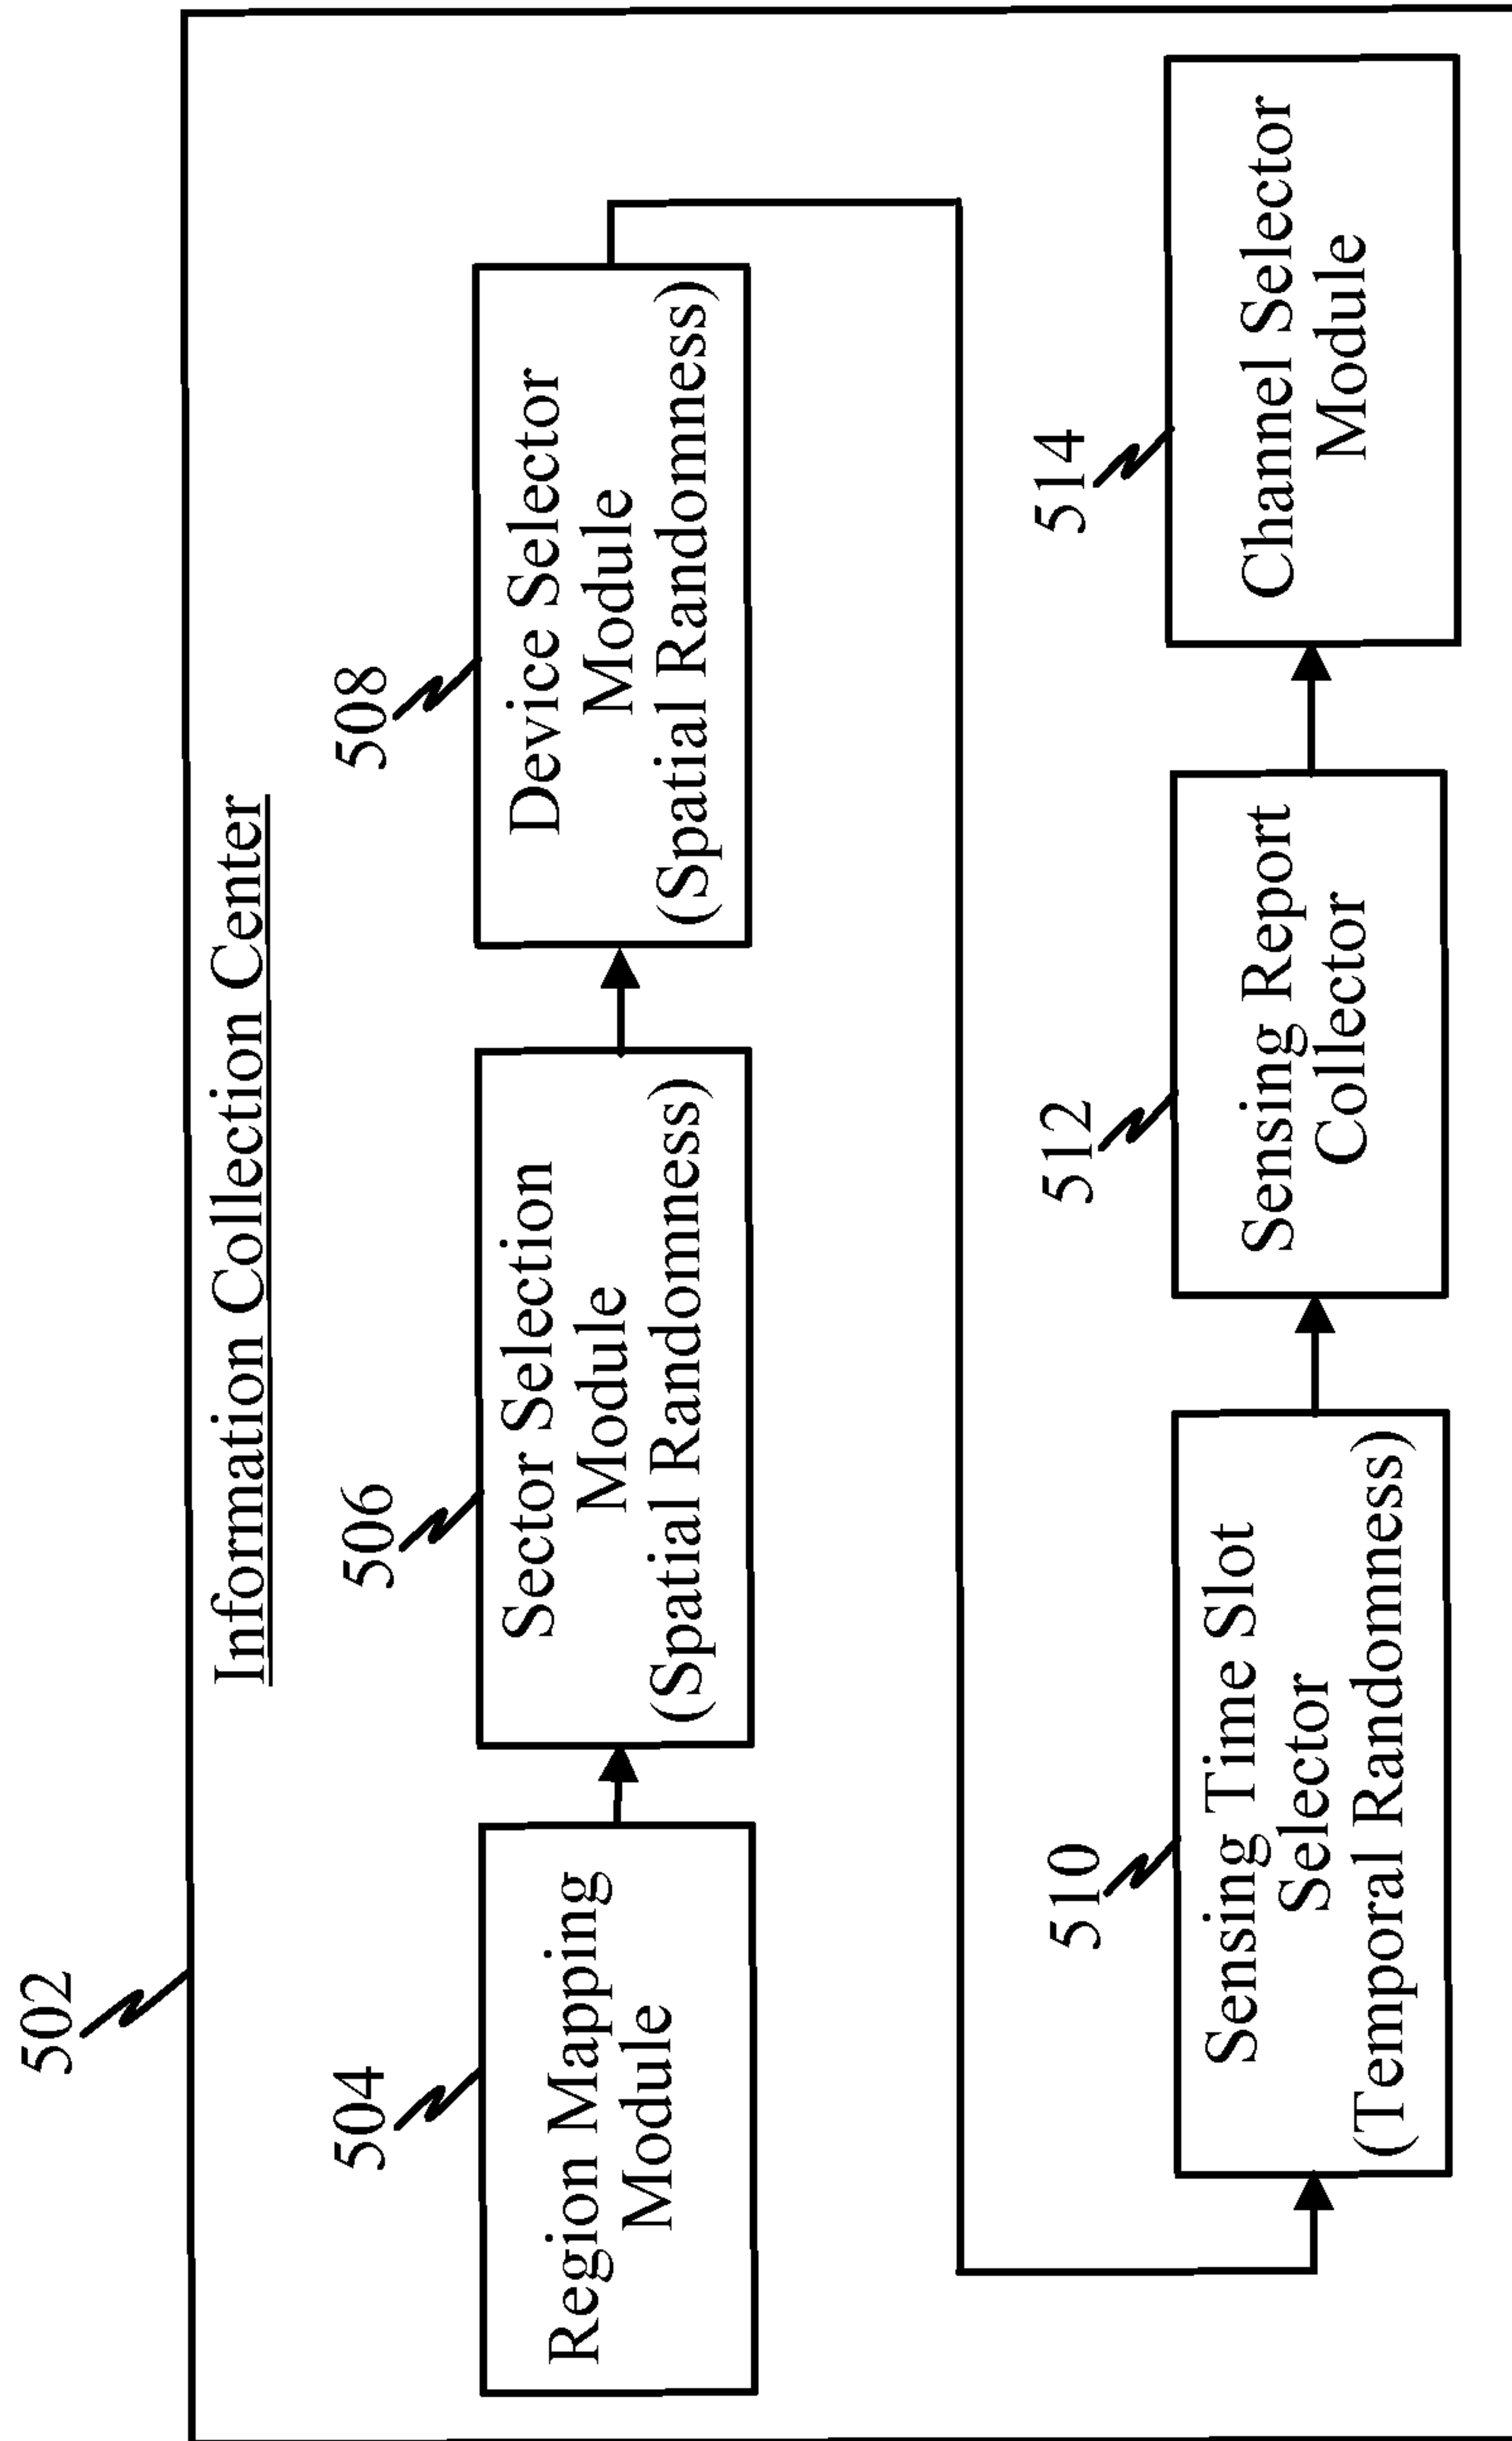 502
Information Collection Center
504
Region Mapping
Module
506
Sector Selection
Module
(Spatial Randomness)
508
Device Selector
Module
(Spatial Randomness)
510
Sensing Time Slot
Selector
(Temporal Randomness)
512
Sensing Report
Collector
514
Channel Selector
Module